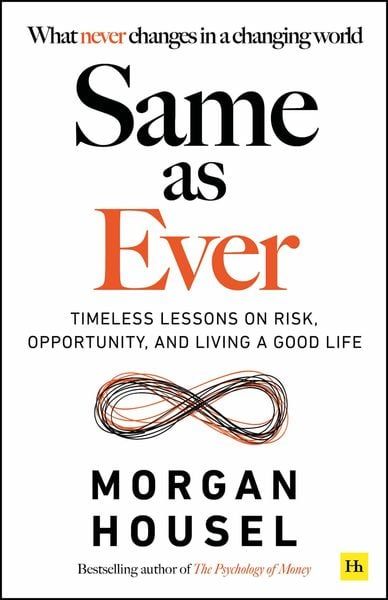 What never changes in a changing world
Same
as
Ever
TIMELESS LESSONS ON RISK,
OPPORTUNITY, AND LIVING A GOOD LIFE
MORGAN
HOUSEL
Bestselling author of The Psychology of Money
Hh